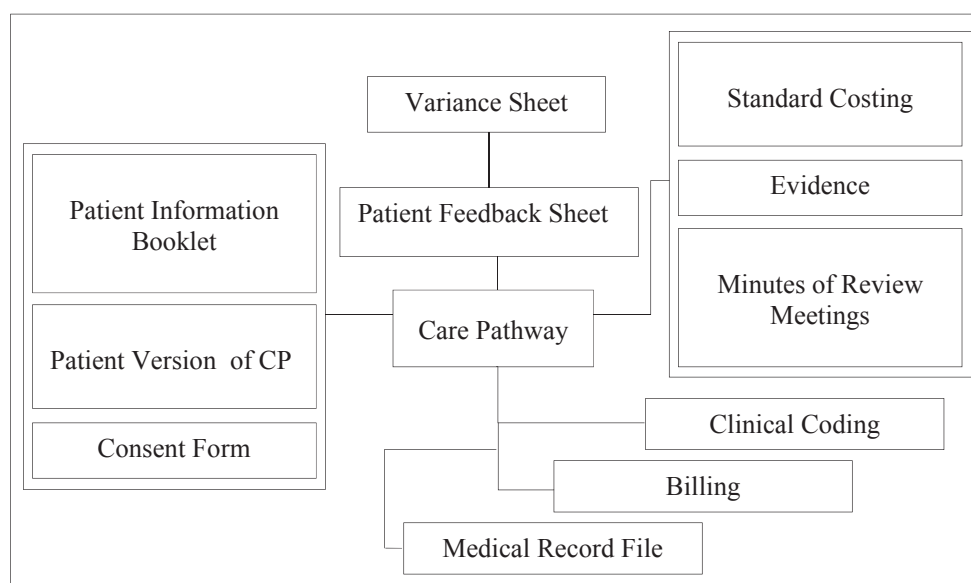 Variance Sheet
Patient Feedback Sheet
Care Pathway
Patient Information
Booklet
Patient Version of CP
Consent Form
Standard Costing
Evidence
Minutes of Review
Meetings
Clinical Coding
Billing
Medical Record File